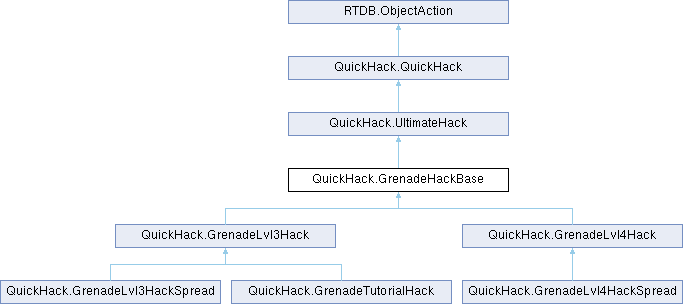 RTDB.ObjectAction
QuickHack.QuickHack
QuickHack.UltimateHack
QuickHack.GrenadeHackBase
QuickHack.GrenadeLvl3Hack
QuickHack.GrenadeLvl4Hack
QuickHack.GrenadeLvl3HackSpread
QuickHack.GrenadeTutorialHack
QuickHack.GrenadeLvl4HackSpread